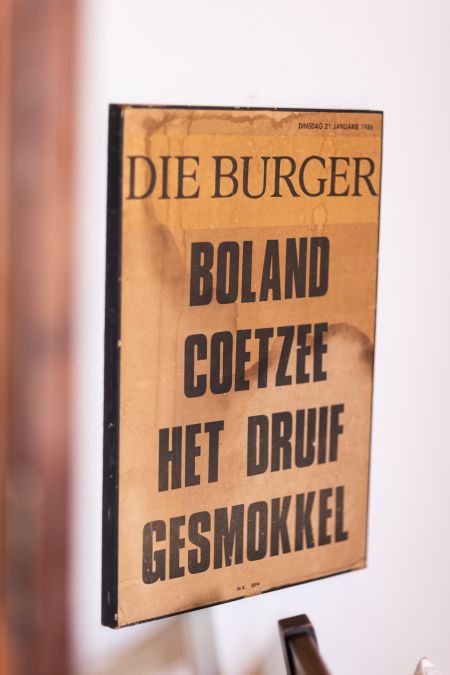 DINSDAG 21 JANUARIE 1986
DIE BURGER
BOLAND
COETZEE
HET DRUIF
GESMOKKEL